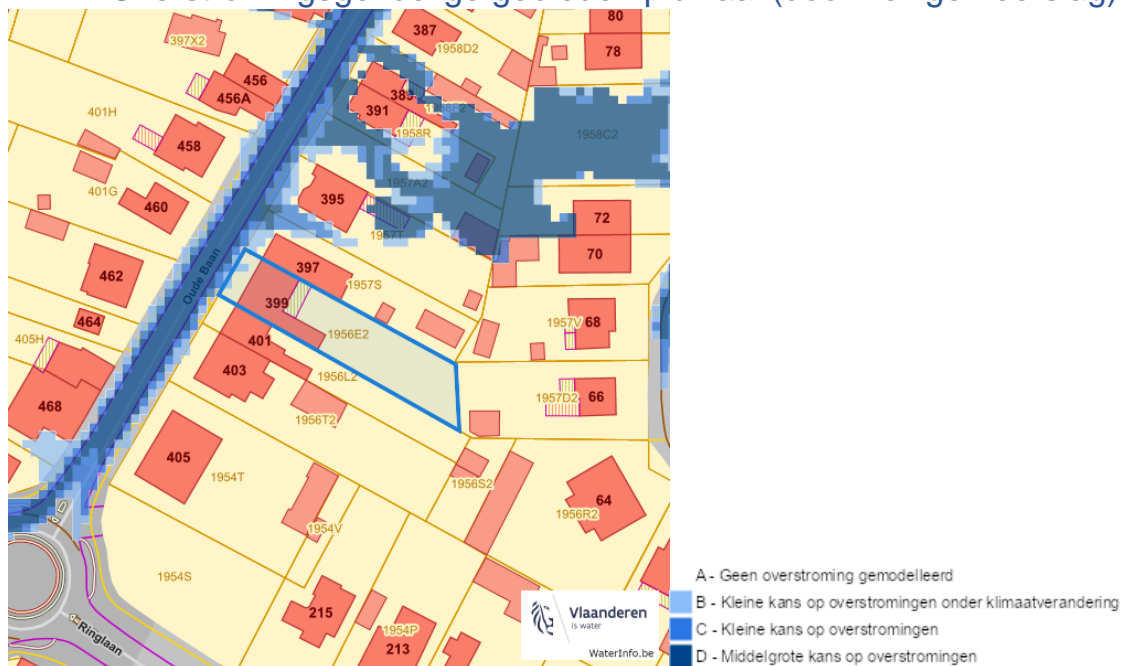 80
387
1958D2
397X2
78
456
456A
389
391
1958R
1958C2
401H
458
1957A2
401G
395
460
72
1957T
70
Oude Baan
462
397
1957S
399
464
1956E2
68
1957V
405H
401
403
1956L2
66
1957D2
468
1956T2
405
1954T
1956S2
64
1956R2
D
1954V
1954S
215
1954P
213
Ringlaan
Vlaanderen
is water
WaterInfo.be
A - Geen overstroming gemodelleerd
B - Kleine kans op overstromingen onder klimaatverandering
C - Kleine kans op overstromingen
D - Middelgrote kans op overstromingen